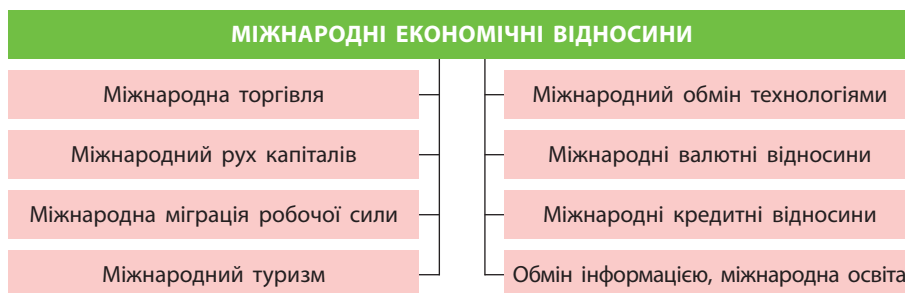 МІЖНАРОДНІ ЕКОНОМІЧНІ ВІДНОСИНИ
Міжнародна торгівля
Міжнародний рух капіталів
Міжнародна міграція робочої сили
Міжнародний туризм
Міжнародний обмін технологіями
Міжнародні валютні відносини
Міжнародні кредитні відносини
Обмін інформацією, міжнародна освіта